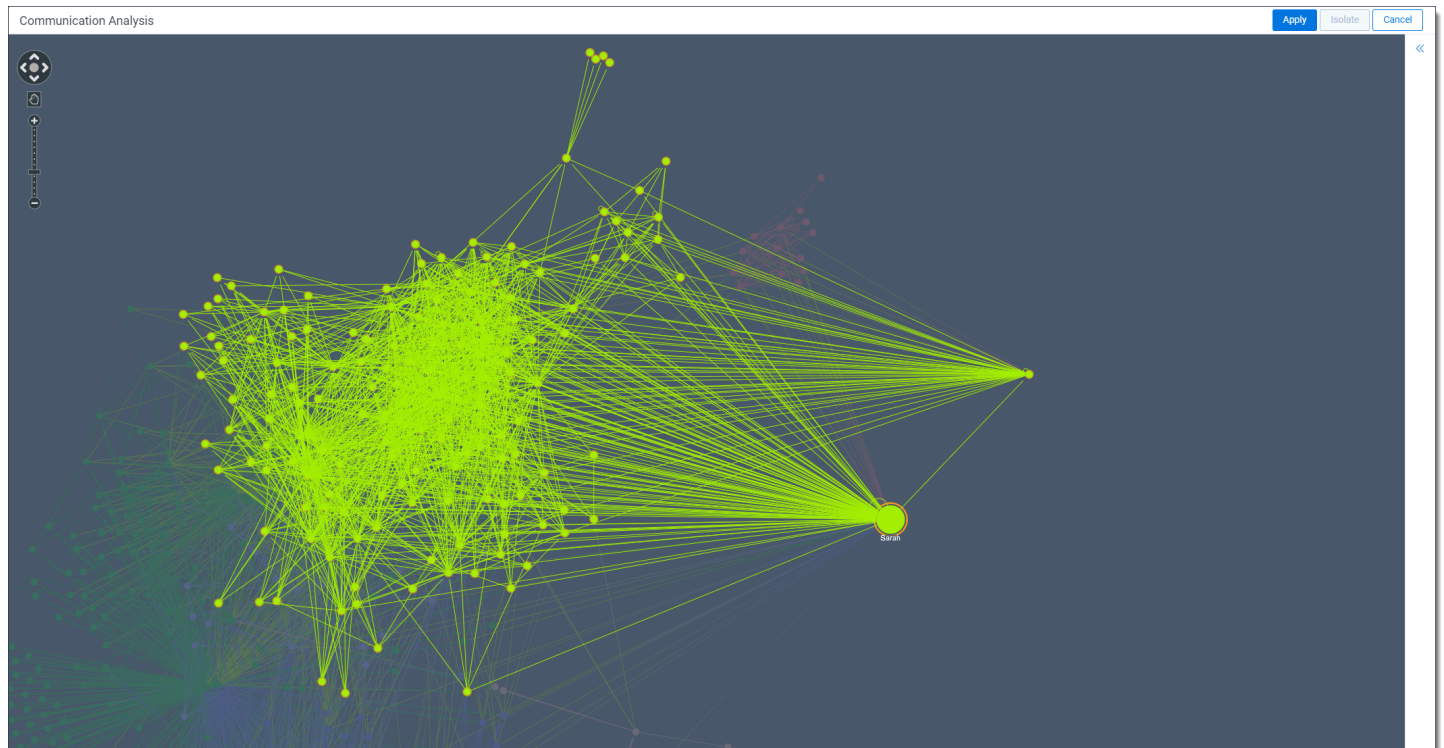 Communication Analysis
Apply
Isolate
Cancel
Sarah